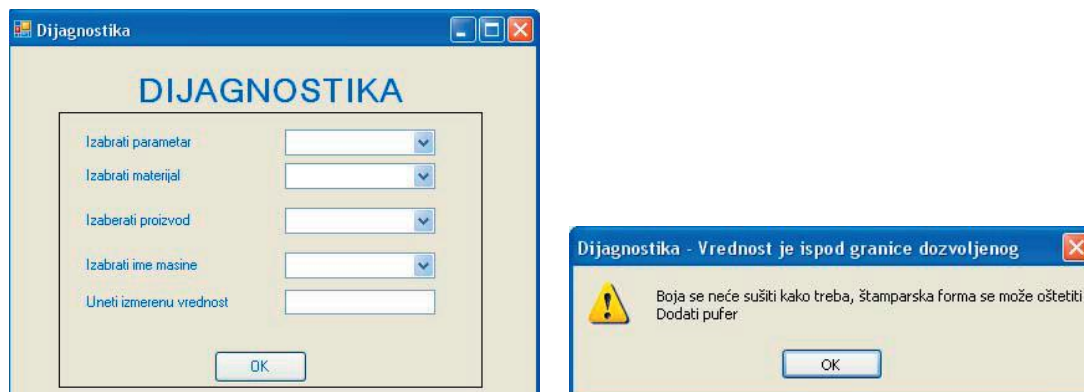 Dijagnostika
DIJAGNOSTIKA
Izabrati parametar
Izabrati materijal
Izaberati proizvod
Izabrati ime masine
Uneti izmerenu vrednost
OK
Dijagnostika - Vrednost je ispod granice dozvoljenog
Boja se neće sušiti kako treba, štamparska forma se može oštetiti
Dodati pufer
OK